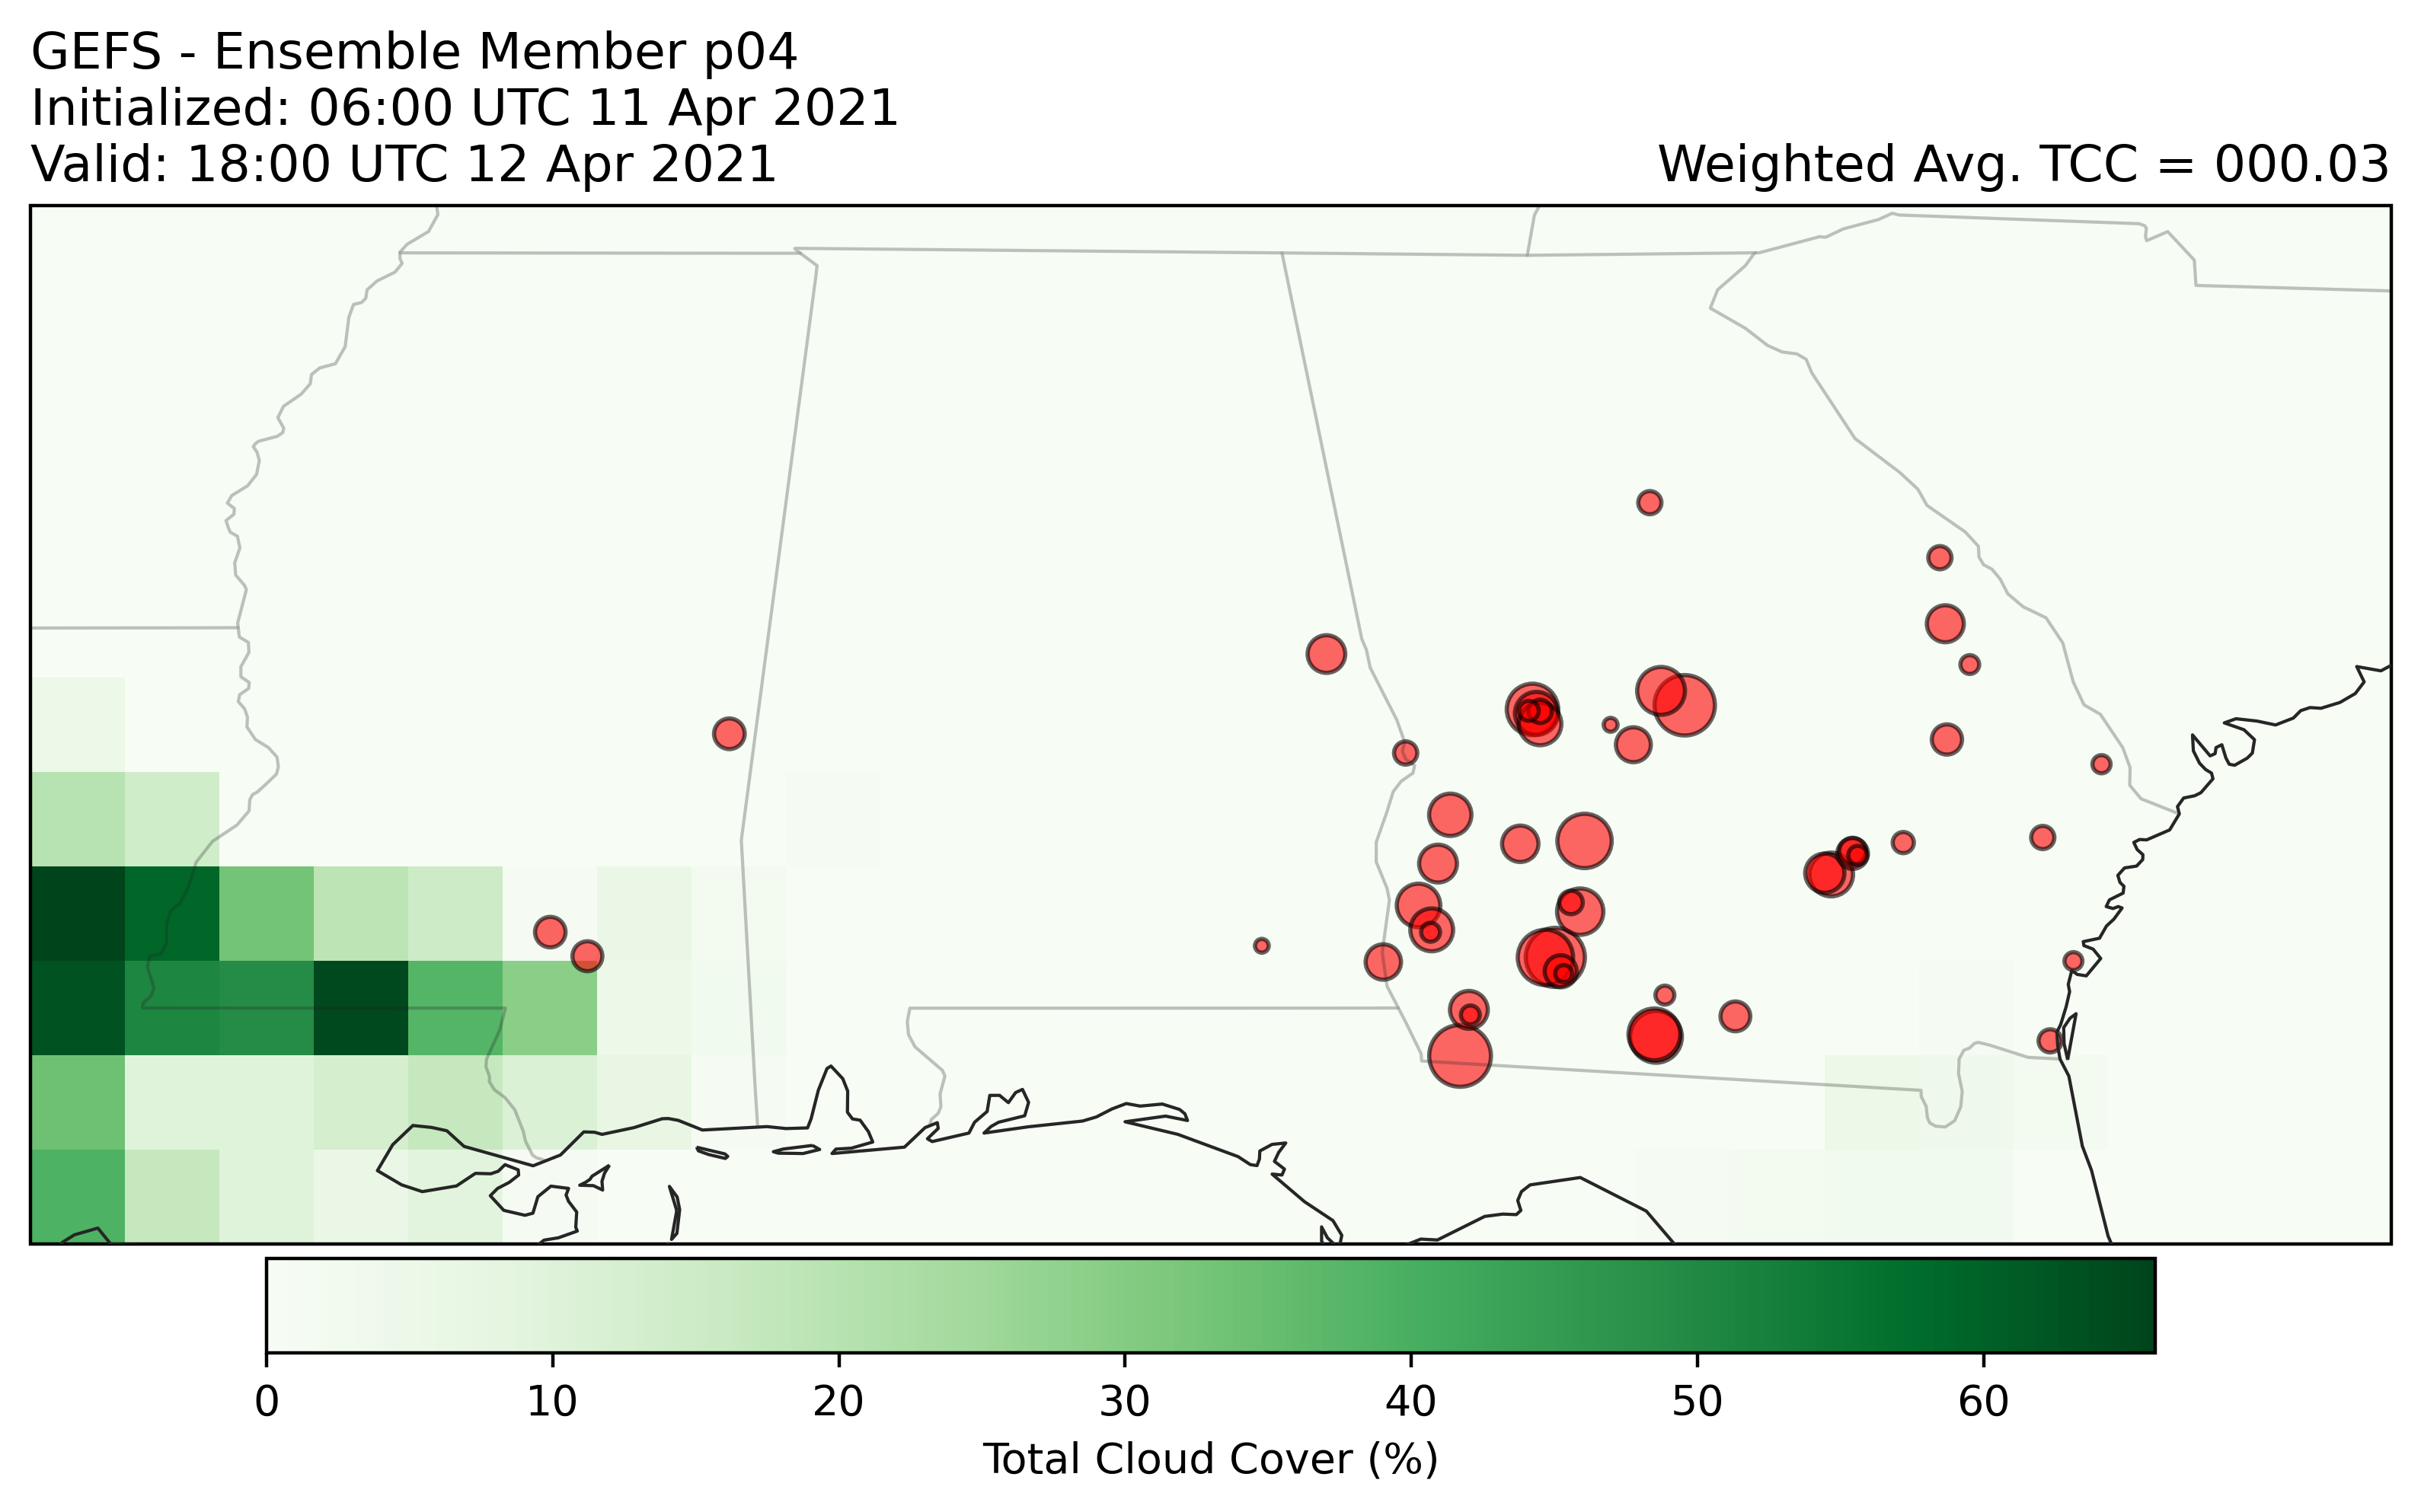 GEFS - Ensemble Member p04
Initialized: 06:00 UTC 11 Apr 2021
Valid: 18:00 UTC 12 Apr 2021
Weighted Avg. TCC = 000.03
0 10 20 30 40 50 60
Total Cloud Cover (%)